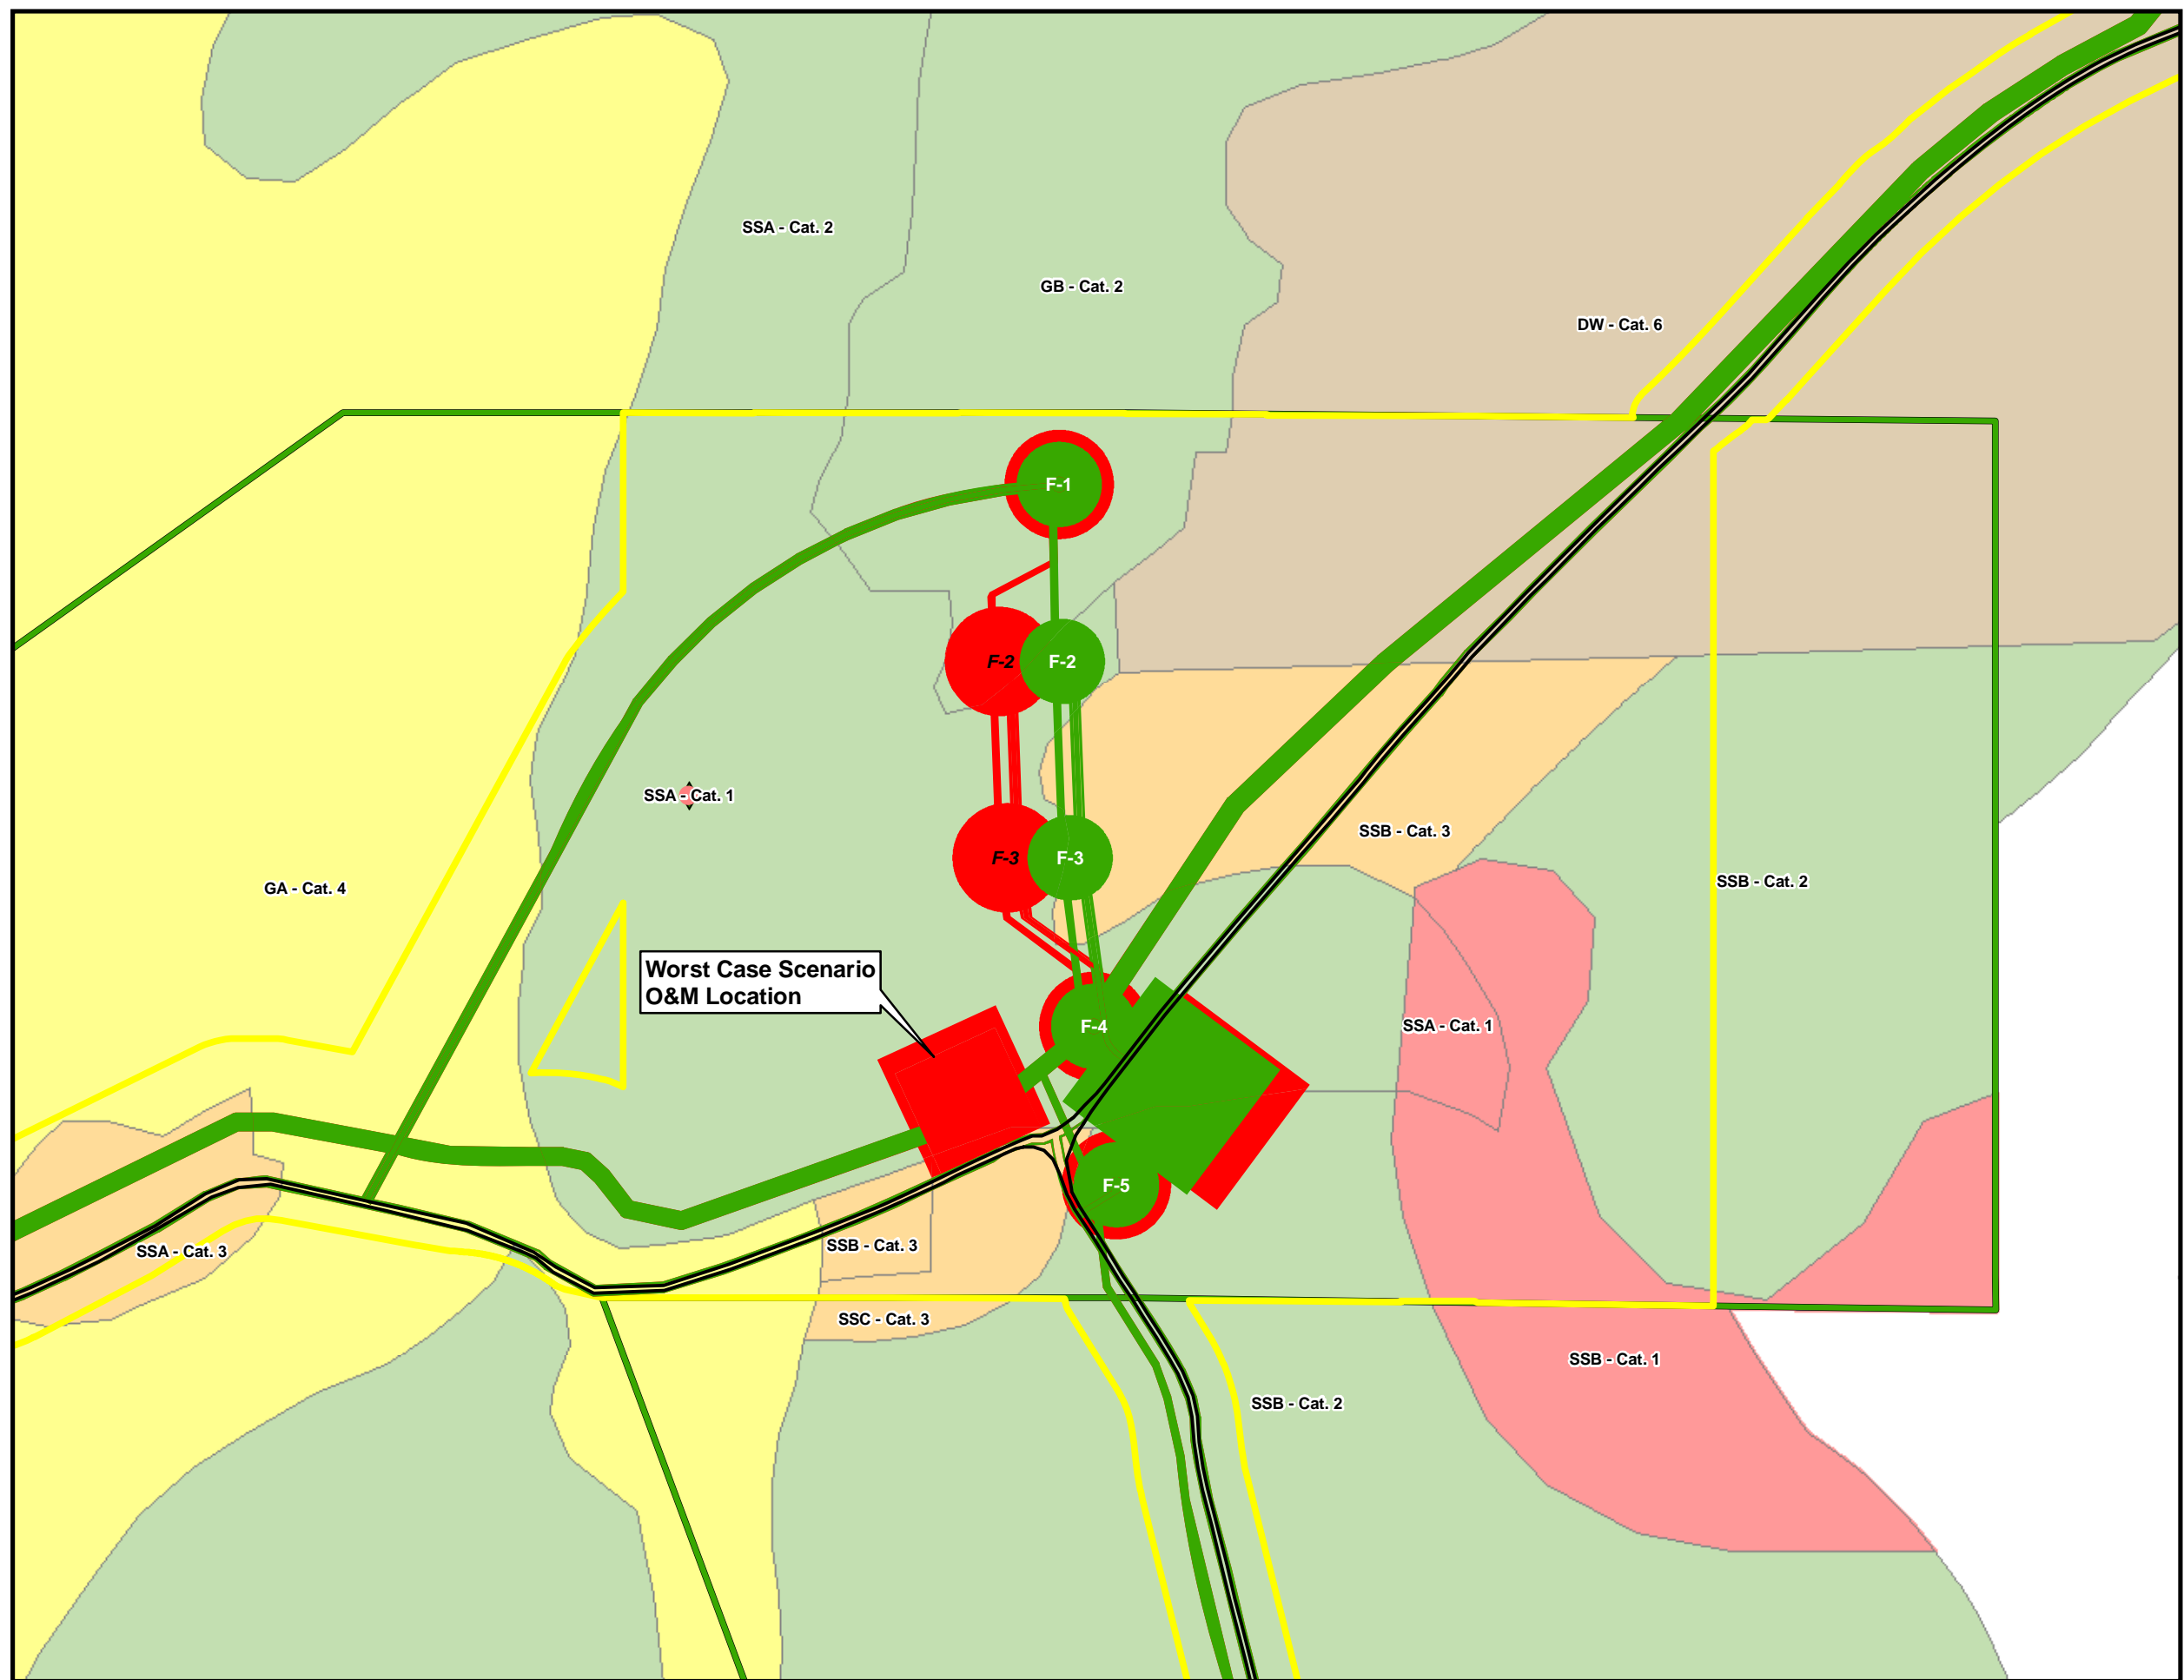 SSA - Cat. 2
GB - Cat. 2
DW - Cat. 6
F-1
F-2
F-2
SSA - Cat. 1
SSB - Cat. 3
F-3
F-3
GA - Cat. 4
SSB - Cat. 2
Worst Case Scenario
O&M Location
F-4
SSA - Cat. 1
F-5
SSB - Cat. 3
SSA - Cat. 3
SSC - Cat. 3
SSB - Cat. 1
SSB - Cat. 2